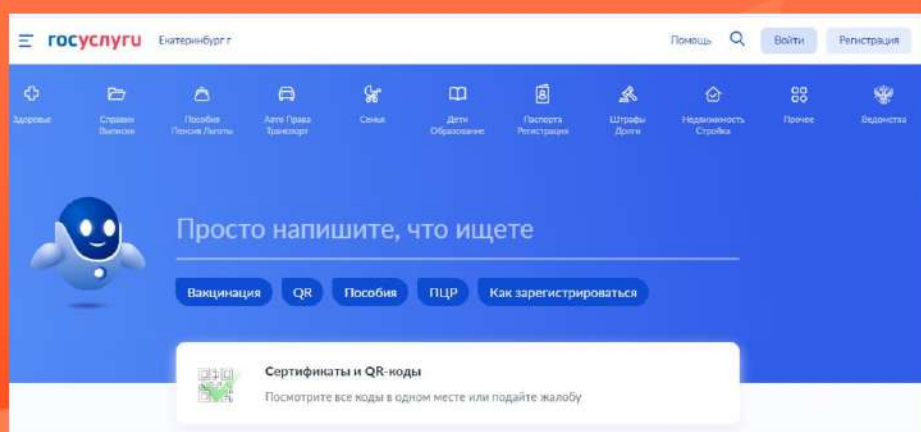 госуслуги Екатеринбург г Помощь Войти Регистрация
Здоровье
Справки
Выписки
Пособия
Пенсия Льготы
Авто Права
Транспорт
Семья
Дети
Образование
Паспорта
Регистрация
Штрафы
Долги
Недвижимость
Стройка
Прочее
Ведомства
Просто напишите, что ищете
Вакцинация QR Пособия ПЦР Как зарегистрироваться
Сертификаты и QR-коды
Посмотрите все коды в одном месте или подайте жалобу